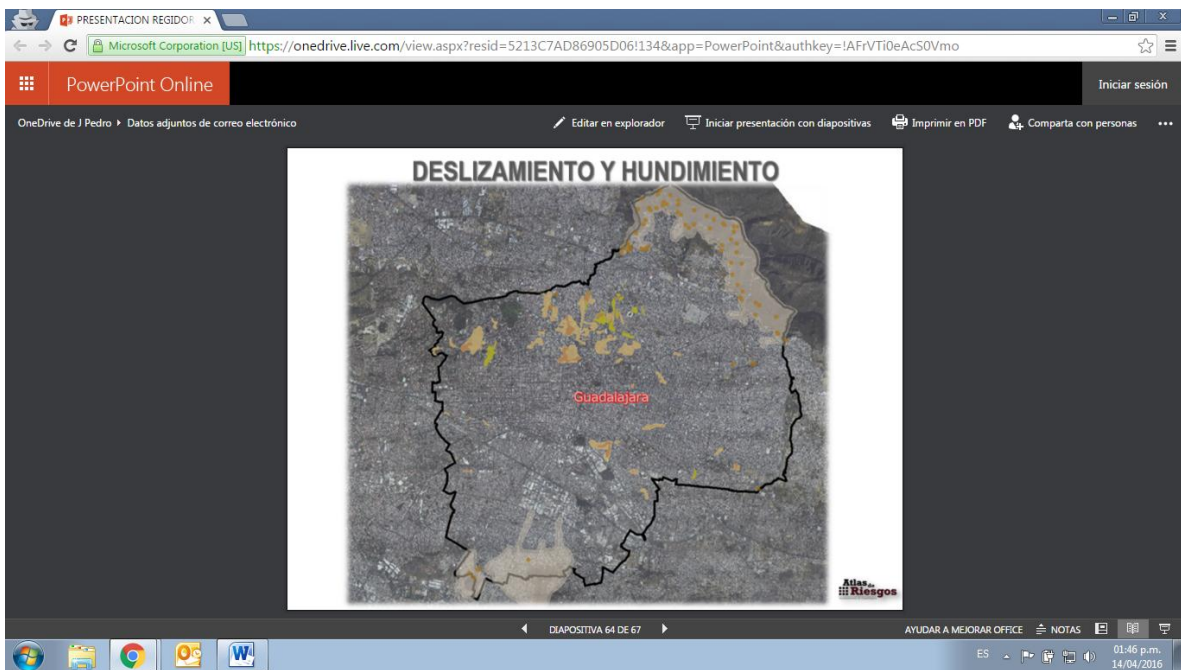 PRESENTACION REGIDOR
Microsoft Corporation [US] https://onedrive.live.com/view.aspx?resid=5213C7AD86905D06!134&app=PowerPoint&authkey=!AFrVTi0eAcS0Vmo
PowerPoint Online
Iniciar sesión
OneDrive de J Pedro ▸ Datos adjuntos de correo electrónico
Editar en explorador
Iniciar presentación con diapositivas
Imprimir en PDF
Comparta con personas
DESLIZAMIENTO Y HUNDIMIENTO
Guadalajara
Atlas de
Riesgos
DIAPOSITIVA 64 DE 67
AYUDAR A MEJORAR OFFICE
NOTAS
ES
01:46 p.m.
14/04/2016